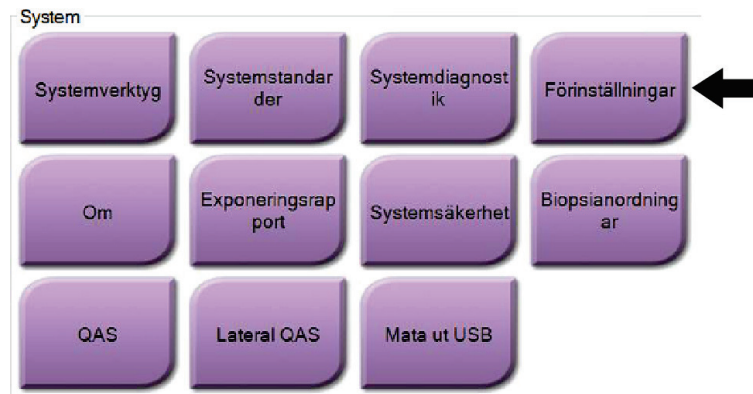 System
Systemverktyg
Systemstandar
der
Systemdiagnost
ik
Förinställningar
Om
Exponeringsrap
port
Systemsäkerhet
Biopsianordning
ar
QAS
Lateral QAS
Mata ut USB